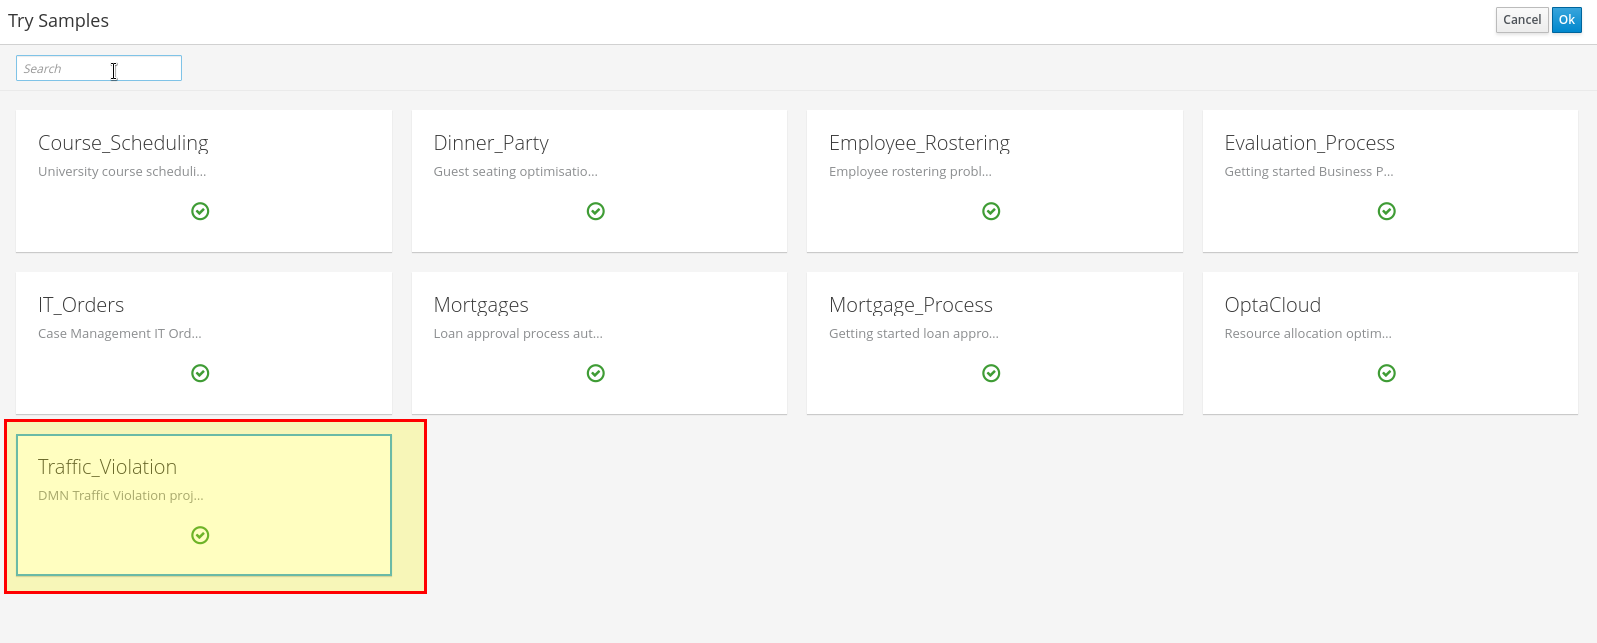 Try Samples
Cancel
Ok
Search
Course_Scheduling
University course scheduli...
Dinner_Party
Guest seating optimisatio...
Employee_Rostering
Employee rostering probl...
Evaluation_Process
Getting started Business P...
IT_Orders
Case Management IT Ord...
Mortgages
Loan approval process aut...
Mortgage_Process
Getting started loan appro...
OptaCloud
Resource allocation optim...
Traffic_Violation
DMN Traffic Violation proj...